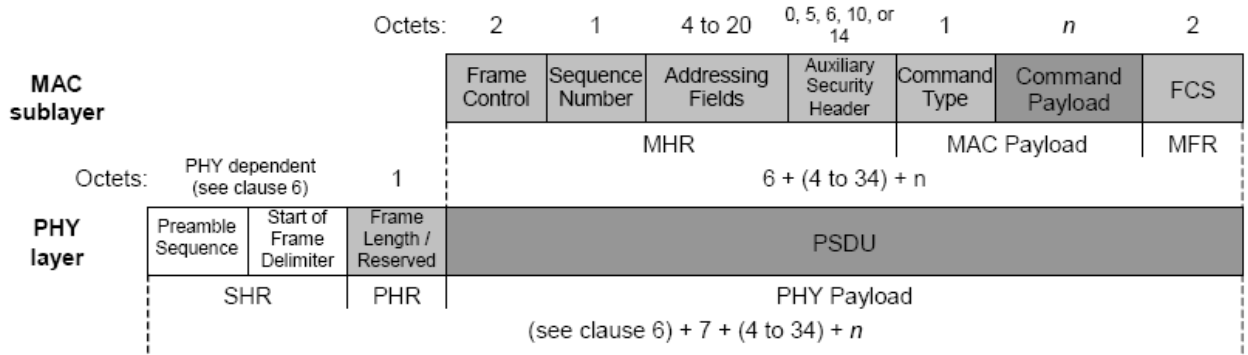 Octets: 2 1 4 to 20 0, 5, 6, 10, or 14 1 n 2
MAC sublayer
Frame Control
Sequence Number
Addressing Fields
Auxiliary Security Header
Command Type
Command Payload
FCS
MHR MAC Payload MFR
Octets: PHY dependent (see clause 6) 1 6 + (4 to 34) + n
PHY layer
Preamble Sequence
Start of Frame Delimiter
Frame Length / Reserved
PSDU
SHR PHR PHY Payload
(see clause 6) + 7 + (4 to 34) + n